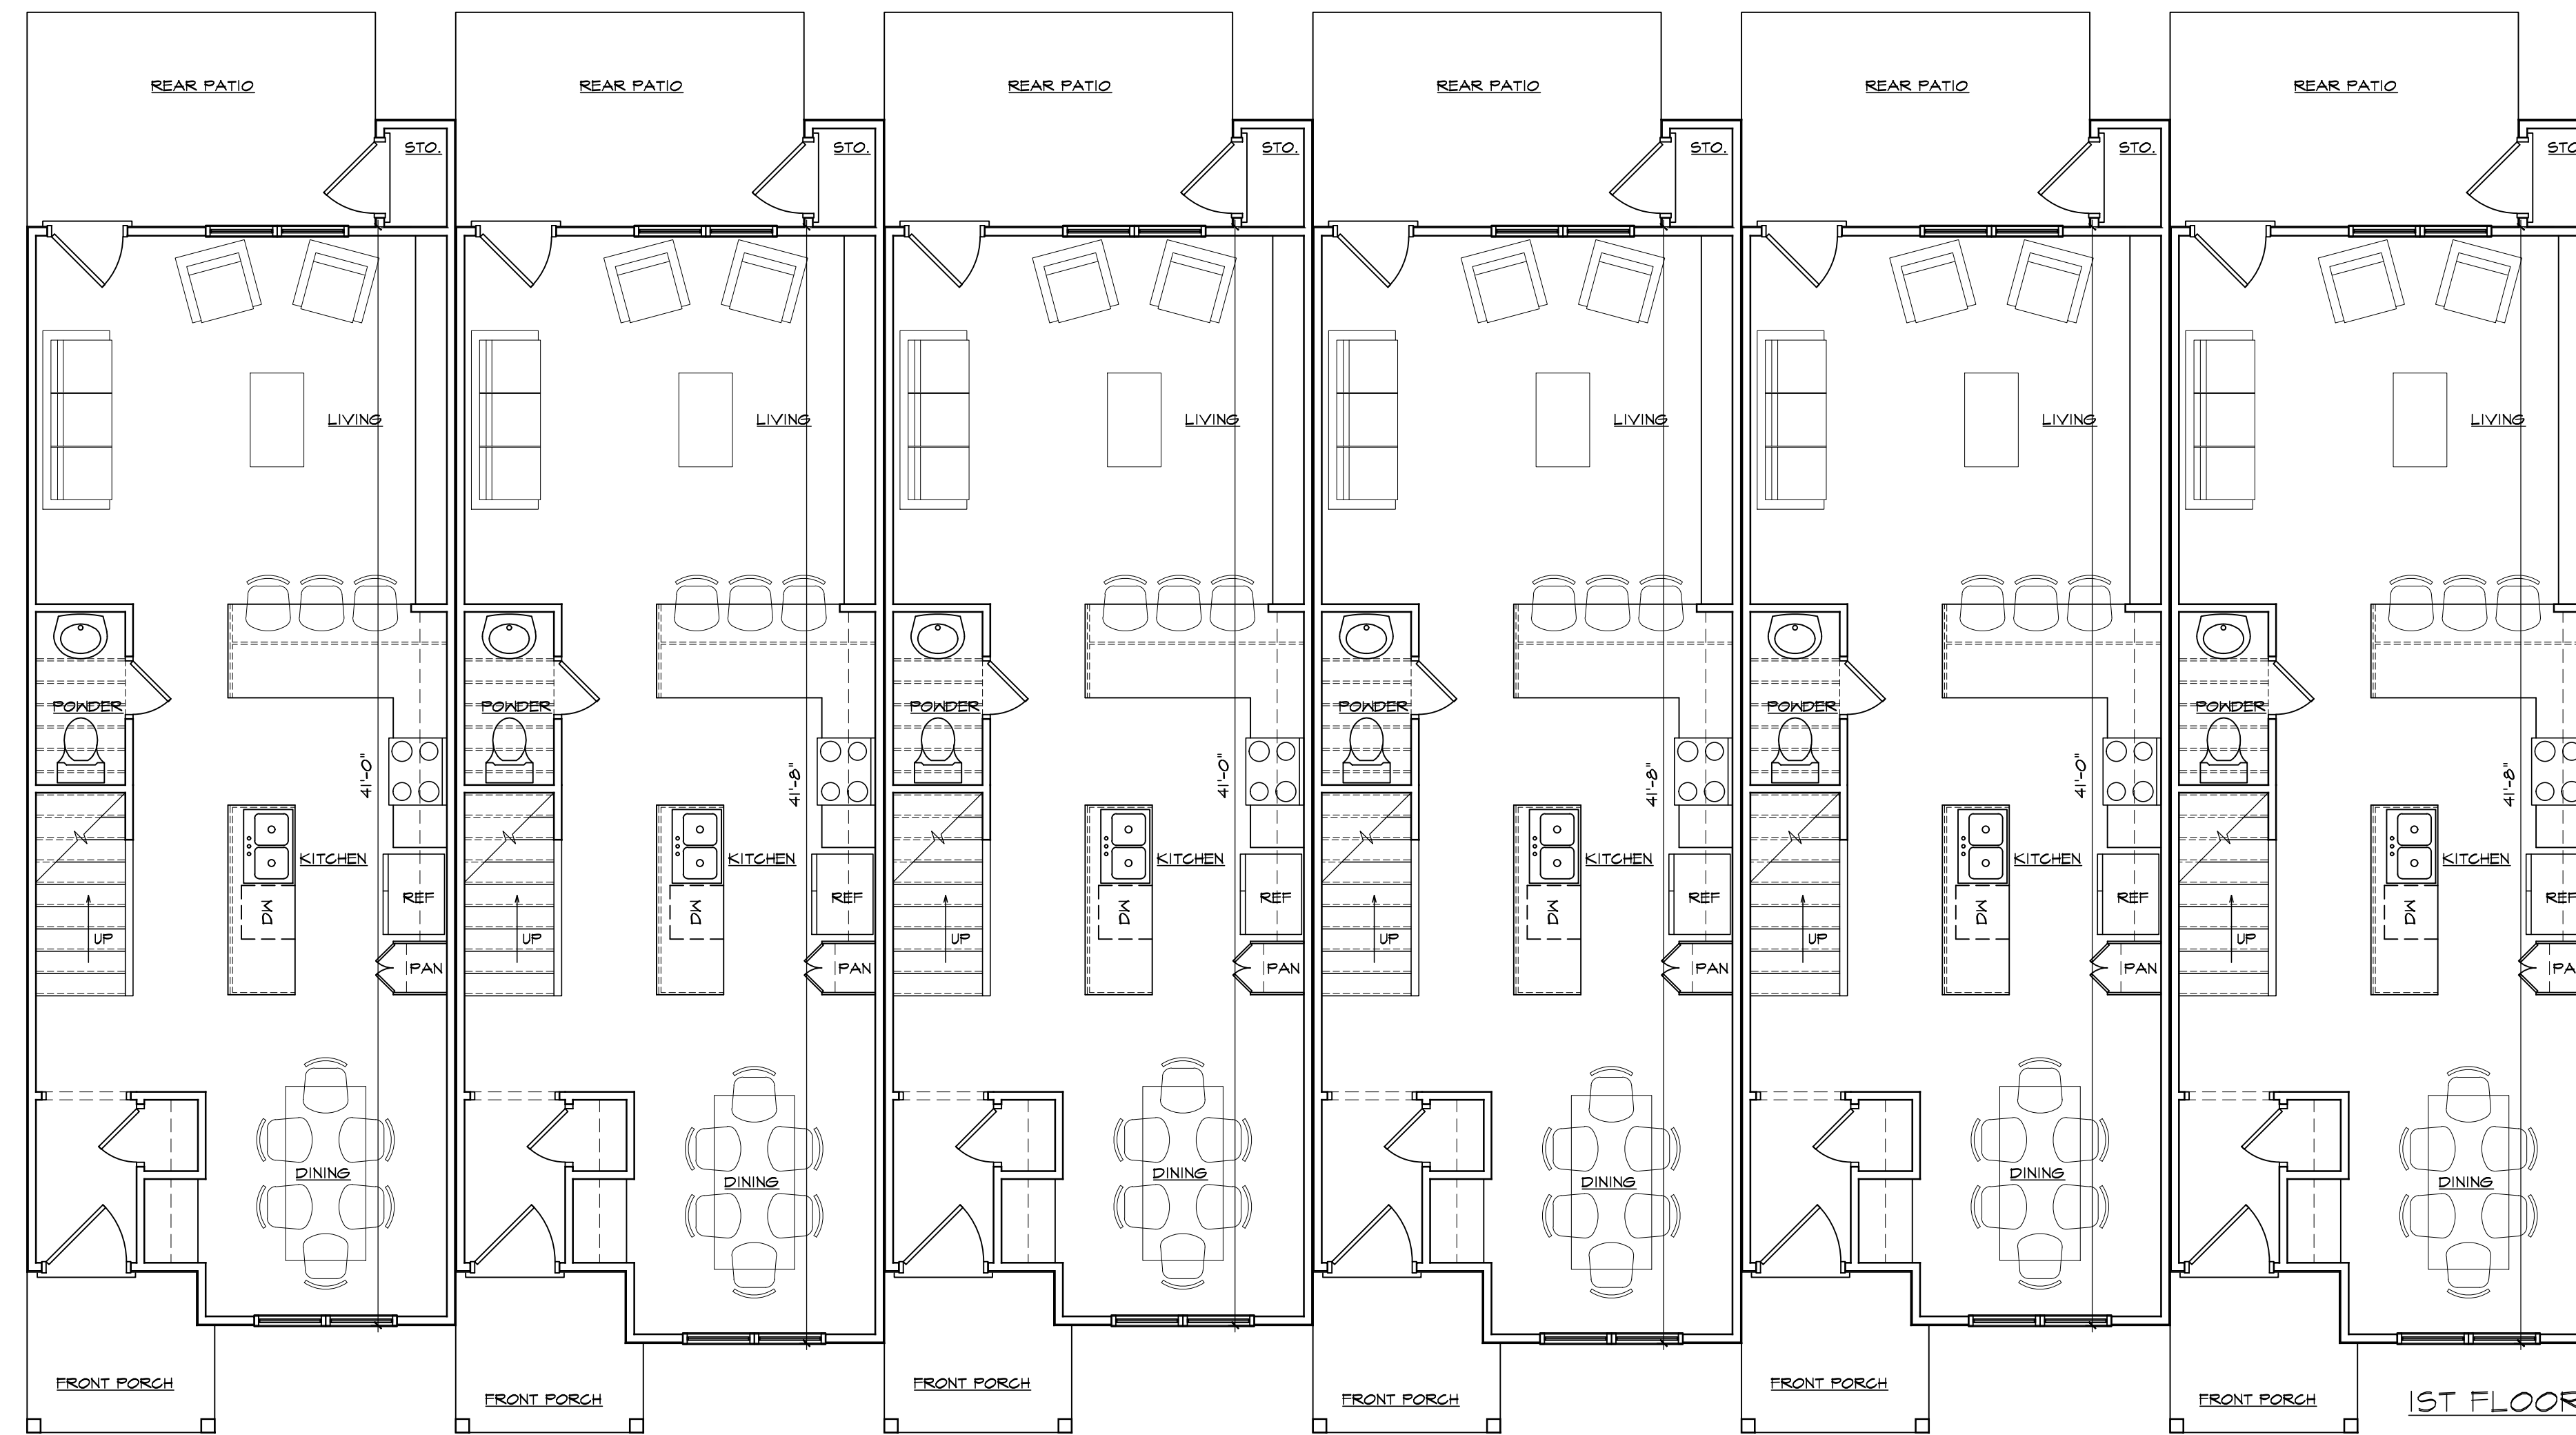 REAR PATIO
REAR PATIO
REAR PATIO
REAR PATIO
REAR PATIO
REAR PATIO
STO.
STO.
STO.
STO.
STO.
STO
LIVING
LIVING
LIVING
LIVING
LIVING
LIVING
POWDER
POWDER
POWDER
POWDER
POWDER
POWDER
41'-0"
41'-8"
41'-0"
41'-8"
41'-0"
41'-8"
KITCHEN
KITCHEN
KITCHEN
KITCHEN
KITCHEN
KITCHEN
REF
REF
REF
REF
REF
REF
DW
DW
DW
DW
DW
DW
UP
UP
UP
UP
UP
UP
PAN
PAN
PAN
PAN
PAN
PA
DINING
DINING
DINING
DINING
DINING
DINING
FRONT PORCH
FRONT PORCH
FRONT PORCH
FRONT PORCH
FRONT PORCH
FRONT PORCH
1ST FLOOR